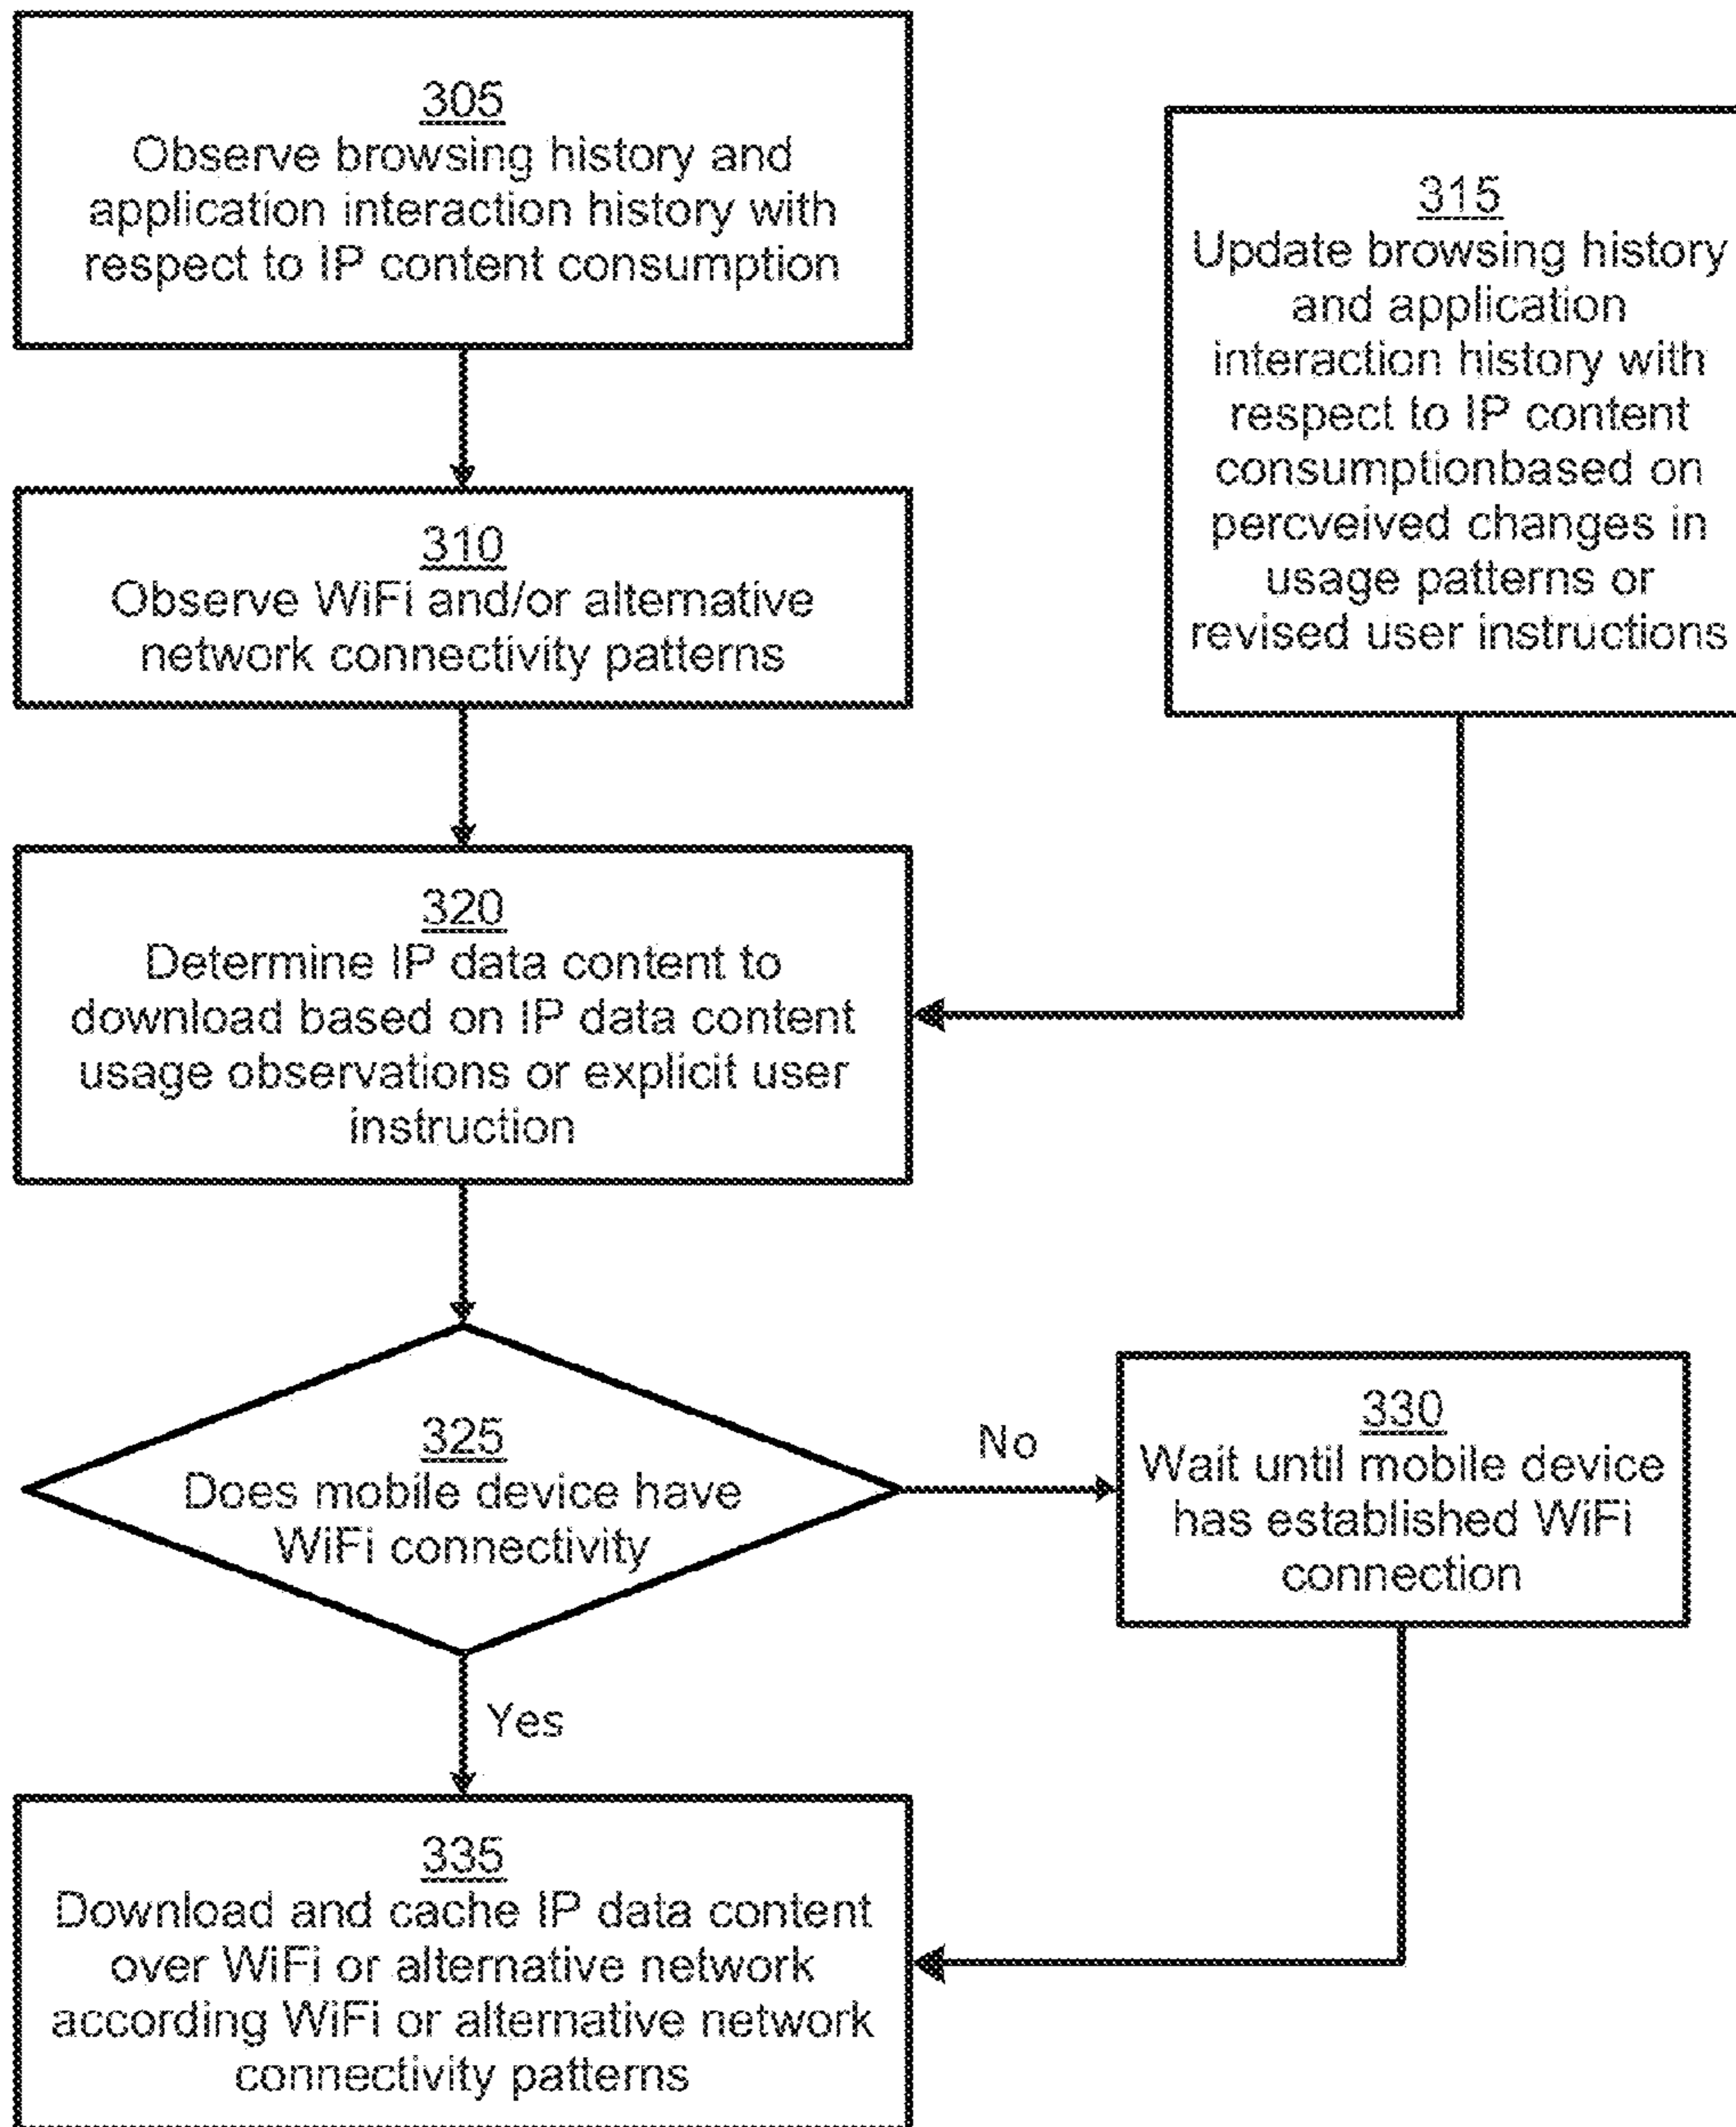 305
Observe browsing history and
application interaction history with
respect to IP content consumption
310
Observe WiFi and/or alternative
network connectivity patterns
315
Update browsing history
and application
interaction history with
respect to IP content
consumptionbased on
percveived changes in
usage patterns or
revised user instructions
320
Determine IP data content to
download based on IP data content
usage observations or explicit user
instruction
325
Does mobile device have
WiFi connectivity
No
330
Wait until mobile device
has established WiFi
connection
Yes
335
Download and cache IP data content
over WiFi or alternative network
according WiFi or alternative network
connectivity patterns